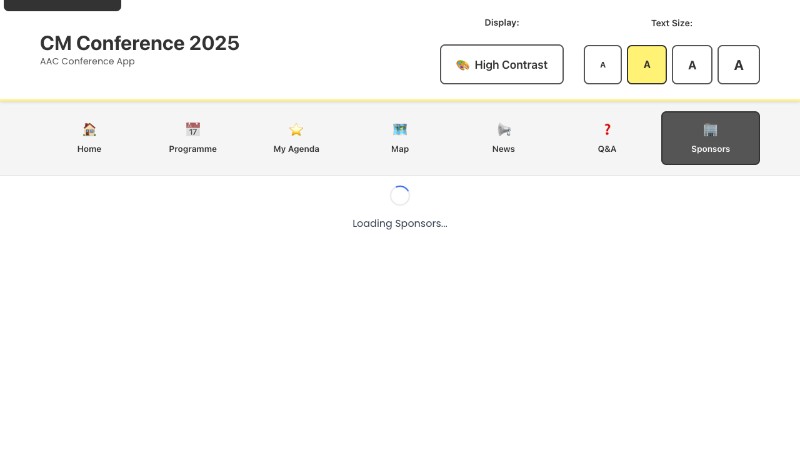 CM Conference 2025
AAC Conference App
Display:
High Contrast
Text Size:
A
A
A
A
17
Home
Programme
My Agenda
Map
News
Q&A
Sponsors
Loading Sponsors...